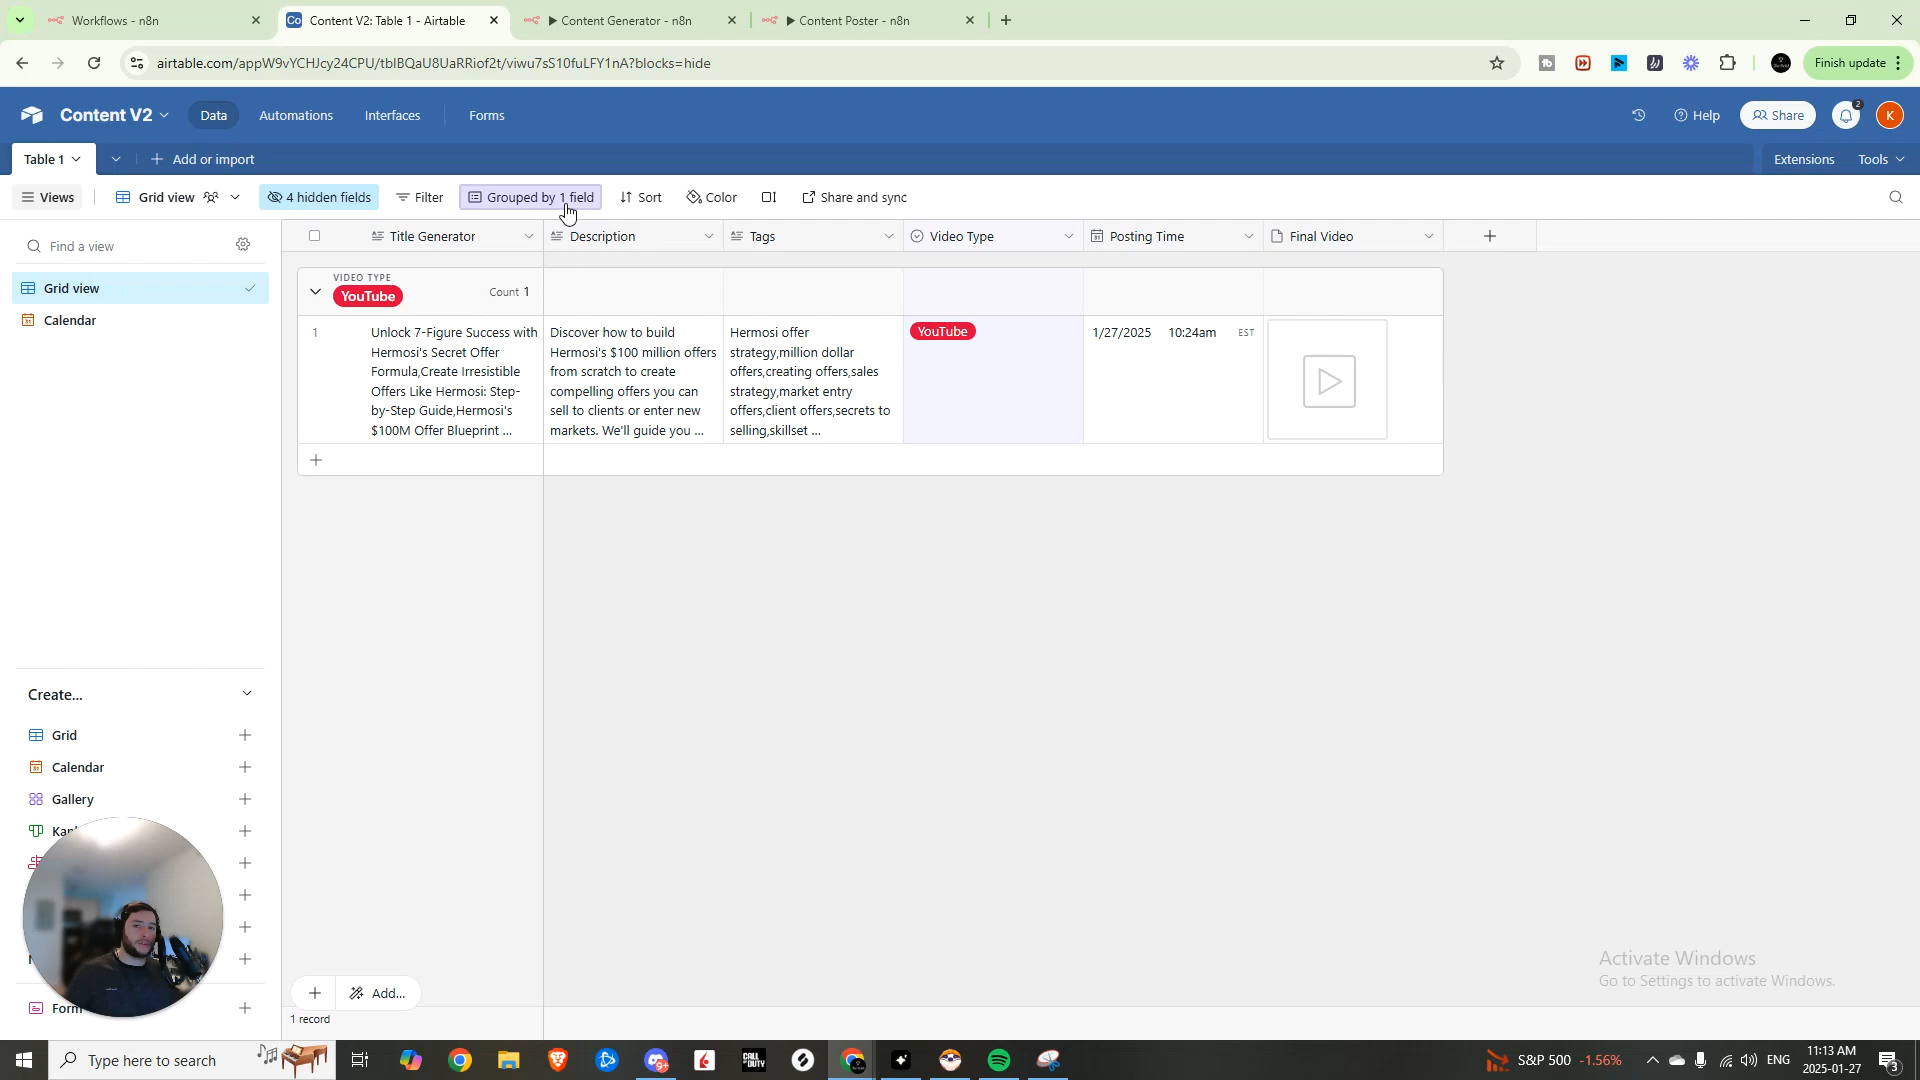 Workflows - n8n
Content V2: Table 1 - Airtable
Content Generator - n8n
Content Poster - n8n
airtable.com/appW9vYCHJcy24CPU/tblBQaU8UaRRiof2t/viwu7sS10fuLFY1nA?blocks=hide
Finish update
Content V2
Data
Automations
Interfaces
Forms
Help
Share
2
K
Table 1
Add or import
Extensions
Tools
Views
Grid view
4 hidden fields
Filter
Grouped by 1 field
Sort
Color
Share and sync
Find a view
Grid view
Calendar
Title Generator
Description
Tags
Video Type
Posting Time
Final Video
VIDEO TYPE
YouTube
Count 1
1
Unlock 7-Figure Success with
Hermosi's Secret Offer
Formula,Create Irresistible
Offers Like Hermosi: Step-
by-Step Guide,Hermosi's
$100M Offer Blueprint ...
Discover how to build
Hermosi's $100 million offers
from scratch to create
compelling offers you can
sell to clients or enter new
markets. We'll guide you ...
Hermosi offer
strategy,million dollar
offers,creating offers,sales
strategy,market entry
offers,client offers,secrets to
selling,skillset ...
YouTube
1/27/2025 10:24am EST
Create...
Grid
Calendar
Gallery
Form
Add...
1 record
Activate Windows
Go to Settings to activate Windows.
Type here to search
9+
CALL OF DUTY
S&P 500 -1.56%
ENG
11:13 AM
2025-01-27
3